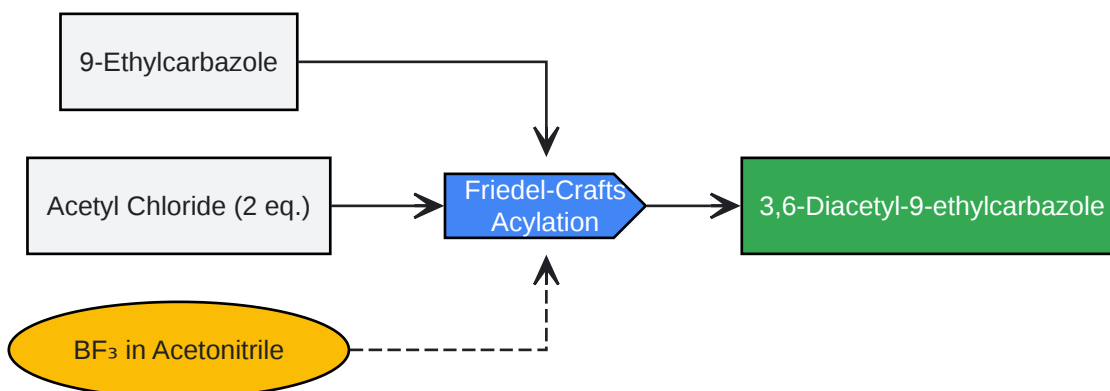 9-Ethylcarbazole
Acetyl Chloride (2 eq.)
Friedel-Crafts
Acylation
3,6-Diacetyl-9-ethylcarbazole
BF₃ in Acetonitrile